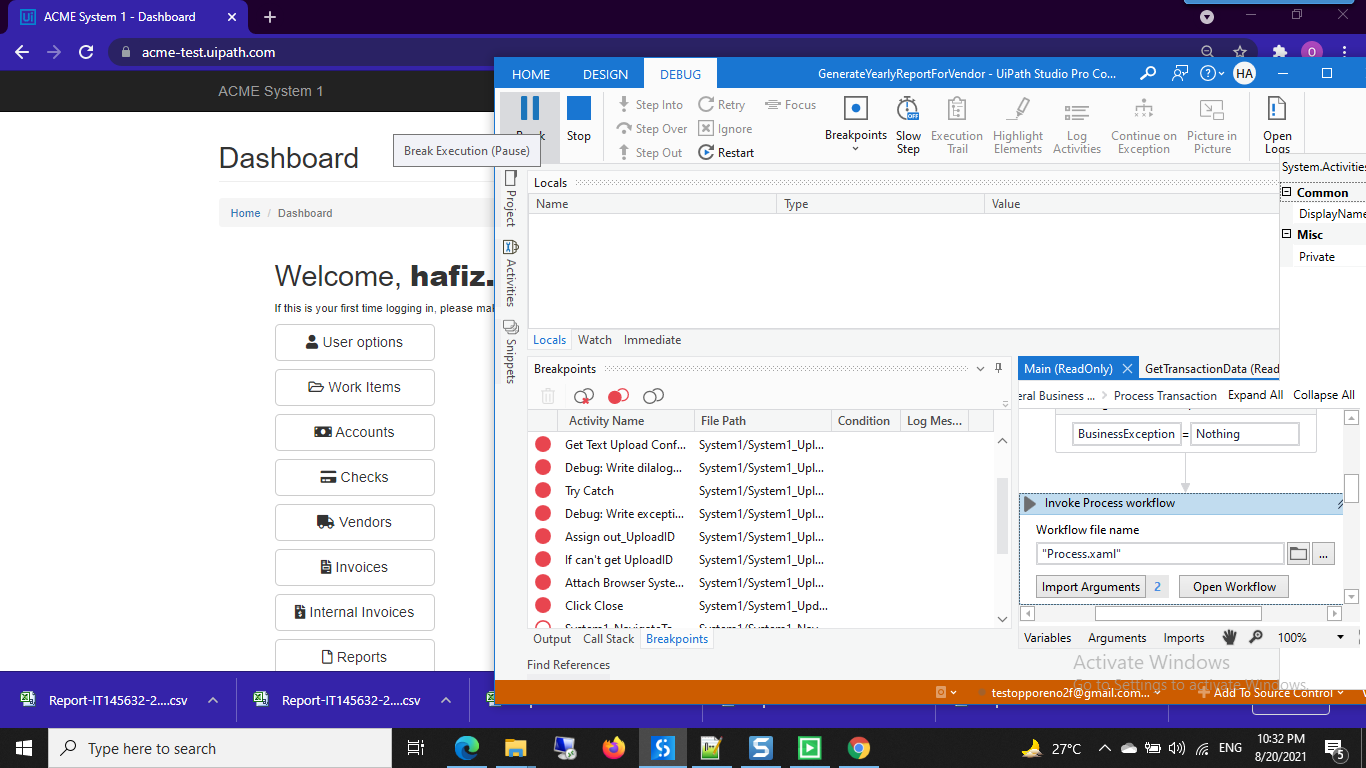 ACME System 1 - Dashboard
acme-test.uipath.com
O
ACME System 1
Dashboard
Home / Dashboard
Welcome, hafiz.
If this is your first time logging in, please mak
User options
Work Items
Accounts
Checks
Vendors
Invoices
Internal Invoices
Reports
HOME DESIGN DEBUG
GenerateYearlyReportForVendor - UiPath Studio Pro Co...
HA
Stop
Break Execution (Pause)
Step Into
Step Over
Step Out
Retry
Ignore
Restart
Focus
Breakpoints
Slow Step
Execution Trail
Highlight Elements
Log Activities
Continue on Exception
Picture in Picture
Open Logs
Project
Activities
Snippets
Locals
Name Type Value
Locals Watch Immediate
System.Activities
Common
DisplayName
Misc
Private
Breakpoints
Activity Name File Path Condition Log Mes...
Get Text Upload Conf... System1/System1_Upl...
Debug: Write dilalog... System1/System1_Upl...
Try Catch System1/System1_Upl...
Debug: Write excepti... System1/System1_Upl...
Assign out_UploadID System1/System1_Upl...
If can't get UploadID System1/System1_Upl...
Attach Browser Syste... System1/System1_Upl...
Click Close System1/System1_Upd...
Output Call Stack Breakpoints
Find References
Main (ReadOnly) GetTransactionData (Read
eral Business ... > Process Transaction Expand All Collapse All
BusinessException = Nothing
Invoke Process workflow
Workflow file name
"Process.xaml" ...
Import Arguments 2 Open Workflow
Variables Arguments Imports 100%
Activate Windows
Go to Settings to activate Windows.
testopporeno2f@gmail.com...
+ Add To Source Control
Report-IT145632-2....csv
Report-IT145632-2....csv
Type here to search
27°C
ENG
10:32 PM
8/20/2021
5